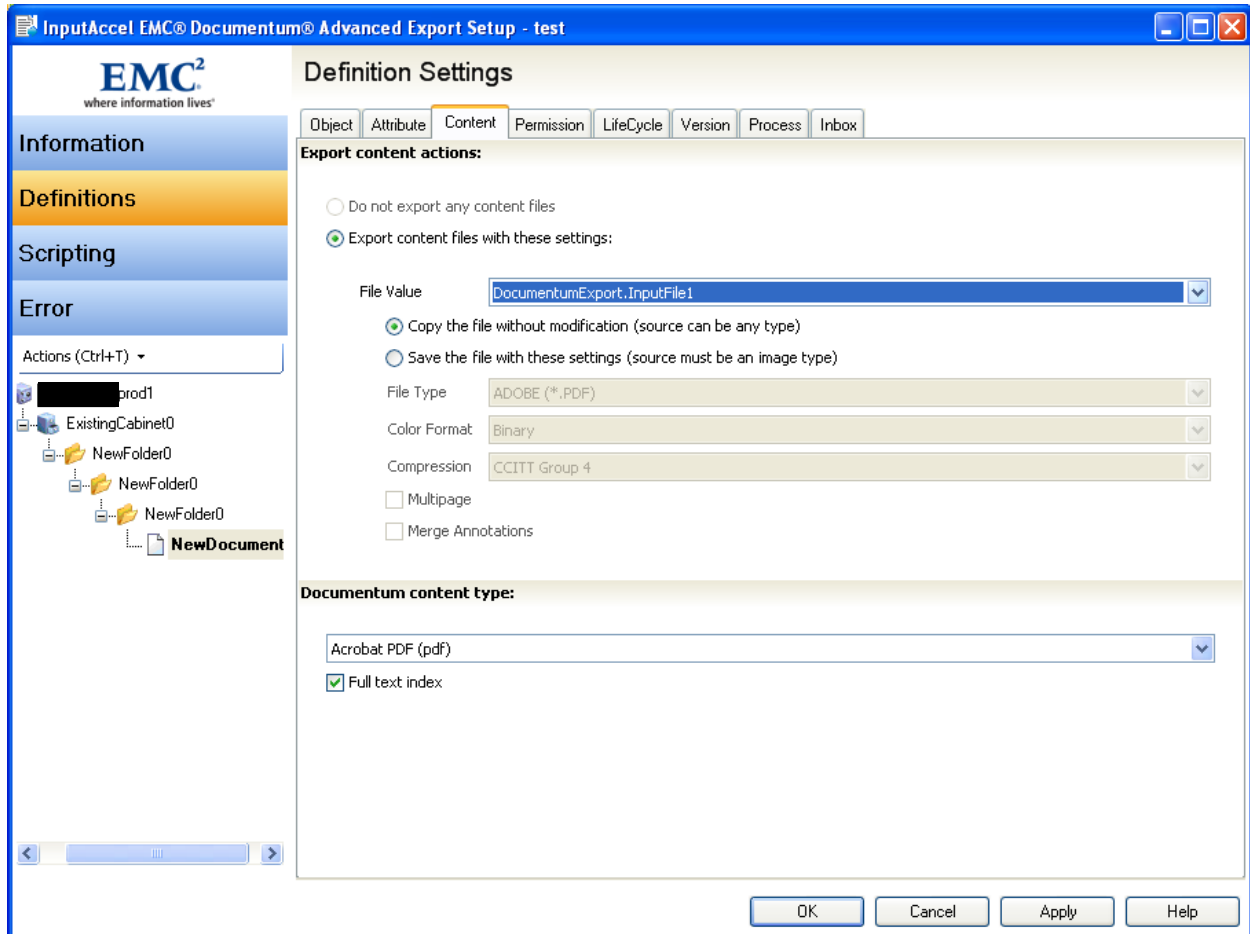 InputAccel EMC® Documentum® Advanced Export Setup - test
EMC²
where information lives®
Information
Definitions
Scripting
Error
Actions (Ctrl+T)
prod1
ExistingCabinet0
NewFolder0
NewFolder0
NewFolder0
NewDocument
Definition Settings
Object Attribute Content Permission LifeCycle Version Process Inbox
Export content actions:
Do not export any content files
Export content files with these settings:
File Value DocumentumExport.InputFile1
Copy the file without modification (source can be any type)
Save the file with these settings (source must be an image type)
File Type ADOBE (*.PDF)
Color Format Binary
Compression CCITT Group 4
Multipage
Merge Annotations
Documentum content type:
Acrobat PDF (pdf)
Full text index
OK Cancel Apply Help